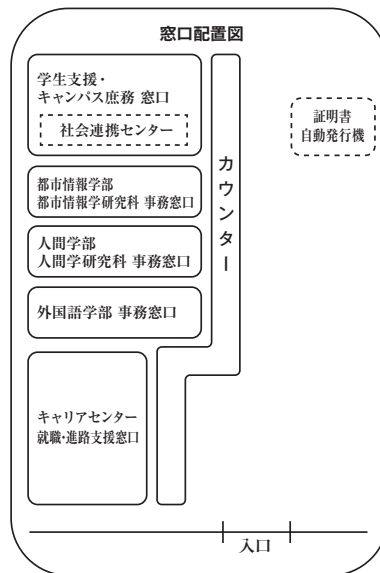 窓口配置図
学生支援・
キャンパス庶務 窓口
社会連携センター
証明書
自動発行機
都市情報学部
都市情報学研究科 事務窓口
カウンター
人間学部
人間学研究科 事務窓口
外国語学部 事務窓口
キャリアセンター
就職・進路支援窓口
入口